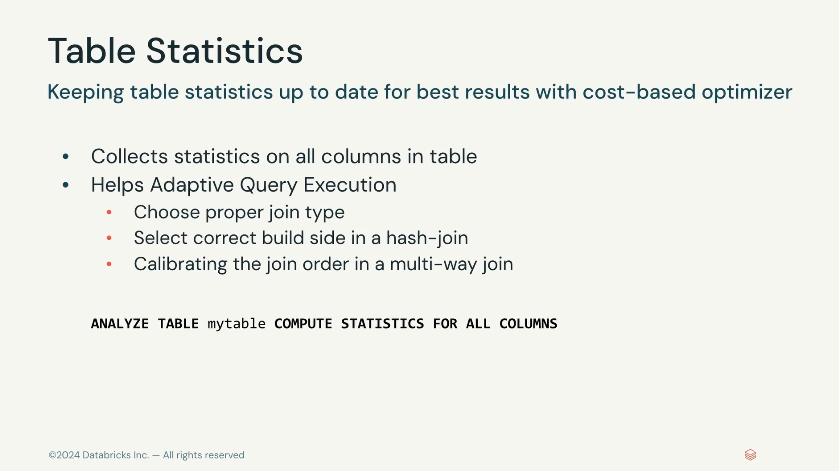 Table Statistics
Keeping table statistics up to date for best results with cost-based optimizer
• Collects statistics on all columns in table
• Helps Adaptive Query Execution
• Choose proper join type
• Select correct build side in a hash-join
• Calibrating the join order in a multi-way join
ANALYZE TABLE mytable COMPUTE STATISTICS FOR ALL COLUMNS
©2024 Databricks Inc. — All rights reserved